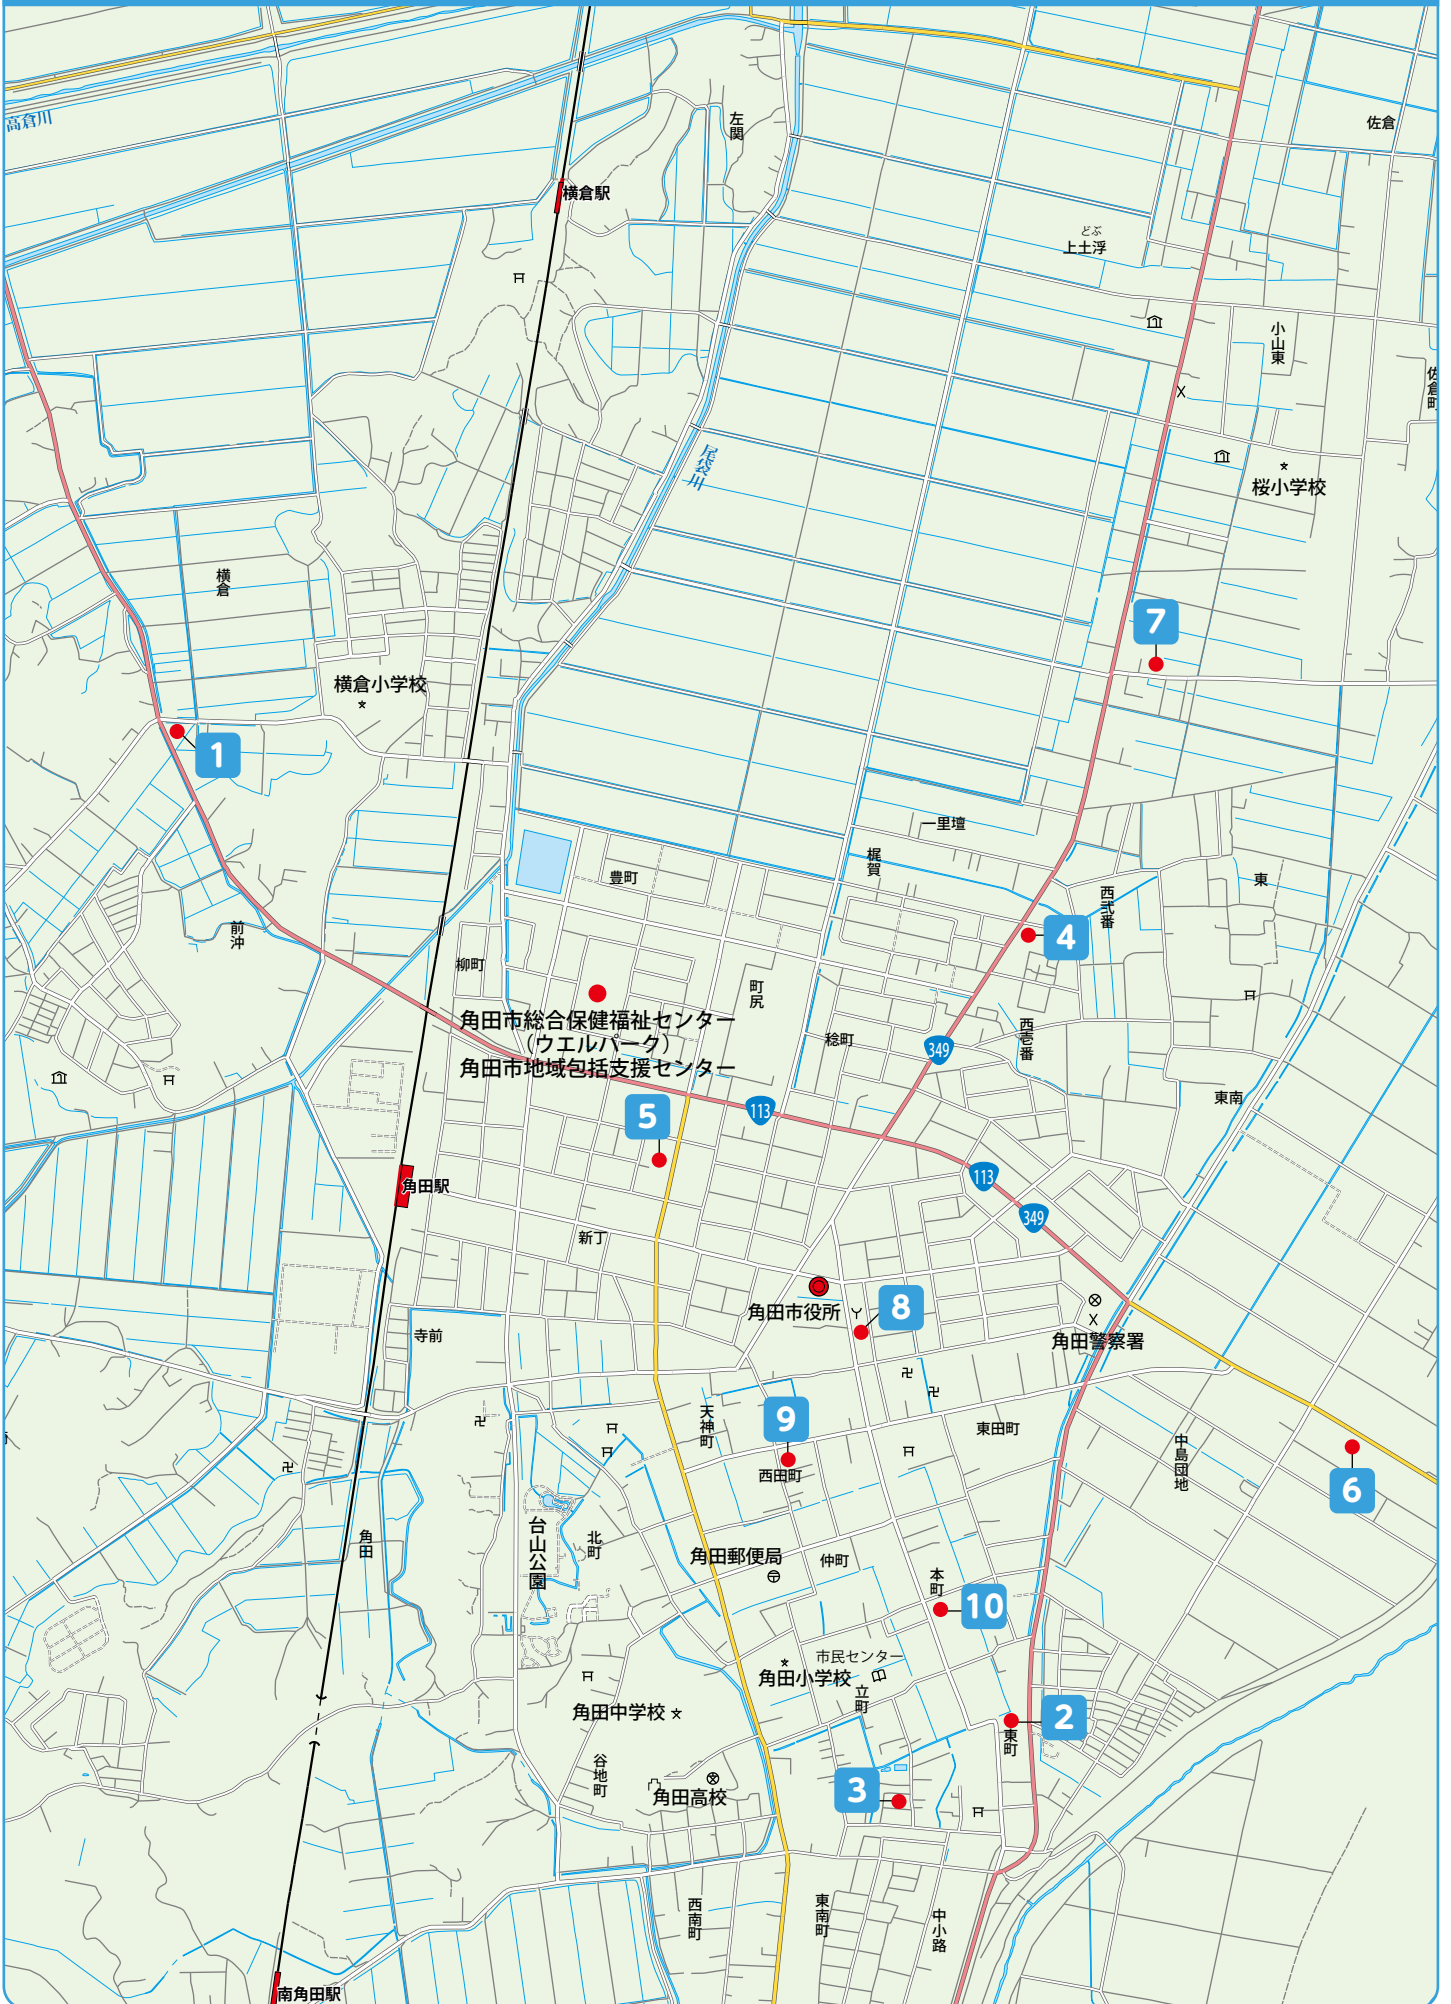 高倉川
左関
佐倉
横倉駅
どぶ
上土浮
小山東
佐倉町
尾袋川
桜小学校
横倉
7
横倉小学校
1
一里壇
梶賀
豊町
東
西弐番
前沖
4
柳町
町尻
角田市総合保健福祉センター
（ウエルパーク）
角田市地域包括支援センター
稔町
西壱番
349
東南
5
113
113
角田駅
349
新丁
角田市役所
8
寺前
角田警察署
天神町
9
東田町
中島団地
西田町
6
台山公園
北町
角田
角田郵便局
仲町
本町
10
市民センター
角田小学校
立町
角田中学校
2
東町
谷地町
角田高校
3
西南町
東南町
中小路
南角田駅